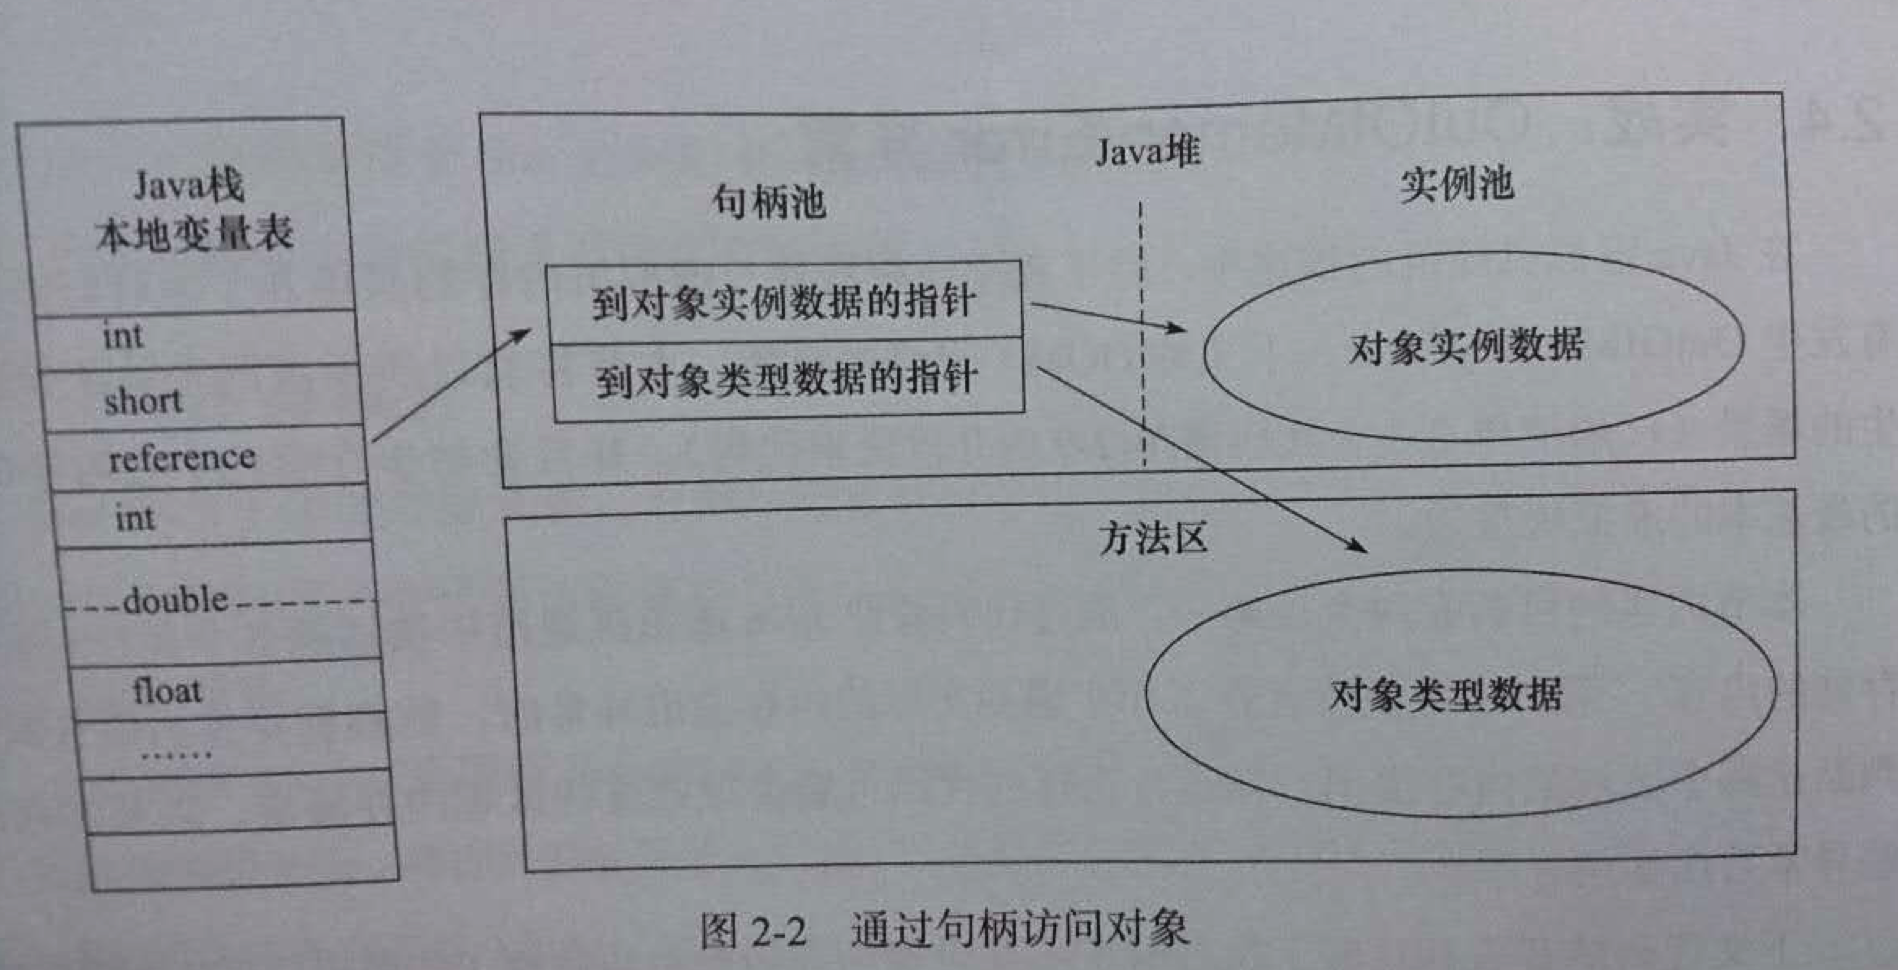 Java栈
本地变量表
int
short
reference
int
double
float
……
Java堆
句柄池
实例池
到对象实例数据的指针
到对象类型数据的指针
对象实例数据
方法区
对象类型数据
图 2-2 通过句柄访问对象